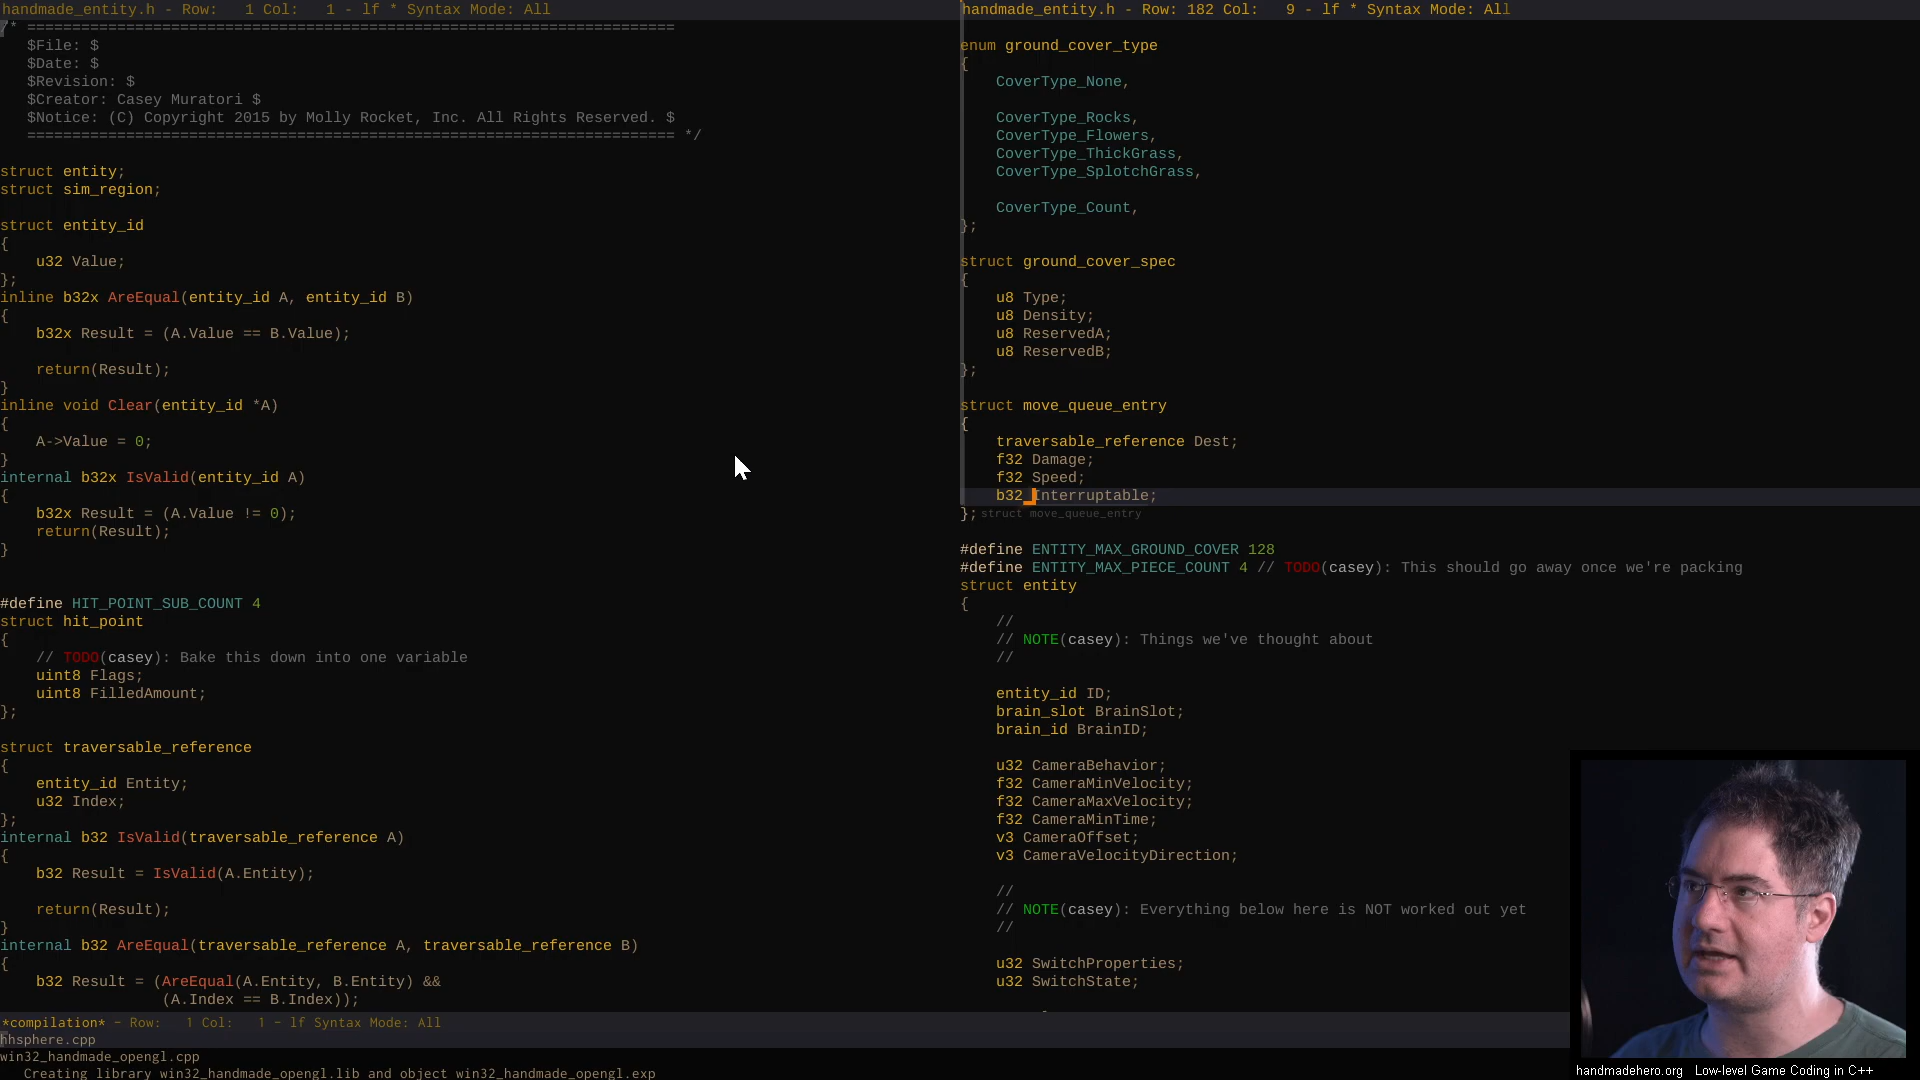 handmade_entity.h - Row:   1 Col:   1 - lf * Syntax Mode: All
/*  ========================================================================
   $File: $
   $Date: $
   $Revision: $
   $Creator: Casey Muratori $
   $Notice: (C) Copyright 2015 by Molly Rocket, Inc. All Rights Reserved. $
   ======================================================================== */
struct entity;
struct sim_region;
struct entity_id
{
    u32 Value;
};
inline b32x AreEqual(entity_id A, entity_id B)
{
    b32x Result = (A.Value == B.Value);
    return(Result);
}
inline void Clear(entity_id *A)
{
    A->Value = 0;
}
internal b32x IsValid(entity_id A)
{
    b32x Result = (A.Value != 0);
    return(Result);
}
#define HIT_POINT_SUB_COUNT 4
struct hit_point
{
    // TODO(casey): Bake this down into one variable
    uint8 Flags;
    uint8 FilledAmount;
};
struct traversable_reference
{
    entity_id Entity;
    u32 Index;
};
internal b32 IsValid(traversable_reference A)
{
    b32 Result = IsValid(A.Entity);
    return(Result);
}
internal b32 AreEqual(traversable_reference A, traversable_reference B)
{
    b32 Result = (AreEqual(A.Entity, B.Entity) &&
                  (A.Index == B.Index));
handmade_entity.h - Row: 182 Col:   9 - lf * Syntax Mode: All
enum ground_cover_type
{
    CoverType_None,
    CoverType_Rocks,
    CoverType_Flowers,
    CoverType_ThickGrass,
    CoverType_SplotchGrass,
    CoverType_Count,
};
struct ground_cover_spec
{
    u8 Type;
    u8 Density;
    u8 ReservedA;
    u8 ReservedB;
};
struct move_queue_entry
{
    traversable_reference Dest;
    f32 Damage;
    f32 Speed;
    b32 Interruptable;
}; struct move_queue_entry
#define ENTITY_MAX_GROUND_COVER 128
#define ENTITY_MAX_PIECE_COUNT 4 // TODO(casey): This should go away once we're packing
struct entity
{
    //
    // NOTE(casey): Things we've thought about
    //
    entity_id ID;
    brain_slot BrainSlot;
    brain_id BrainID;
    u32 CameraBehavior;
    f32 CameraMinVelocity;
    f32 CameraMaxVelocity;
    f32 CameraMinTime;
    v3 CameraOffset;
    v3 CameraVelocityDirection;
    //
    // NOTE(casey): Everything below here is NOT worked out yet
    //
    u32 SwitchProperties;
    u32 SwitchState;
*compilation* - Row:   1 Col:   1 - lf Syntax Mode: All
hhsphere.cpp
win32_handmade_opengl.cpp
   Creating library win32_handmade_opengl.lib and object win32_handmade_opengl.exp
handmadehero.org   Low-level Game Coding in C++